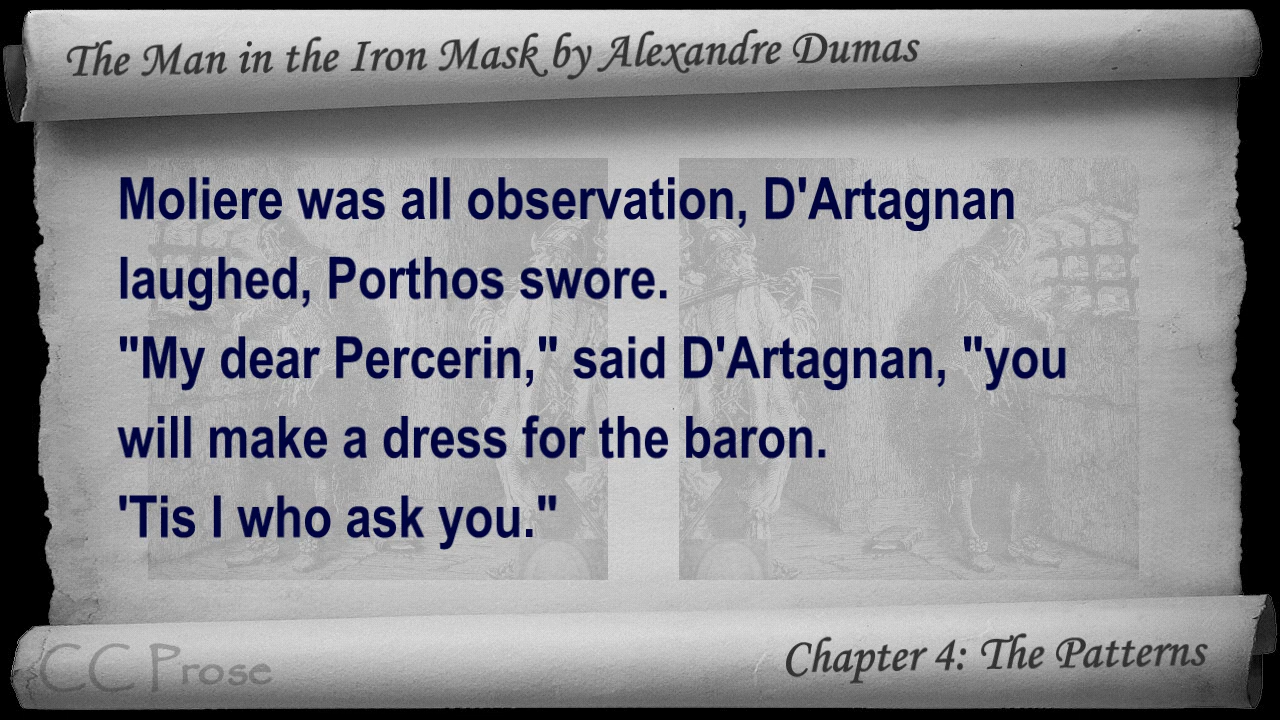 The Man in the Iron Mask by Alexandre Dumas
Moliere was all observation, D'Artagnan
laughed, Porthos swore.
"My dear Percerin," said D'Artagnan, "you
will make a dress for the baron.
'Tis I who ask you."
CC Prose
Chapter 4: The Patterns